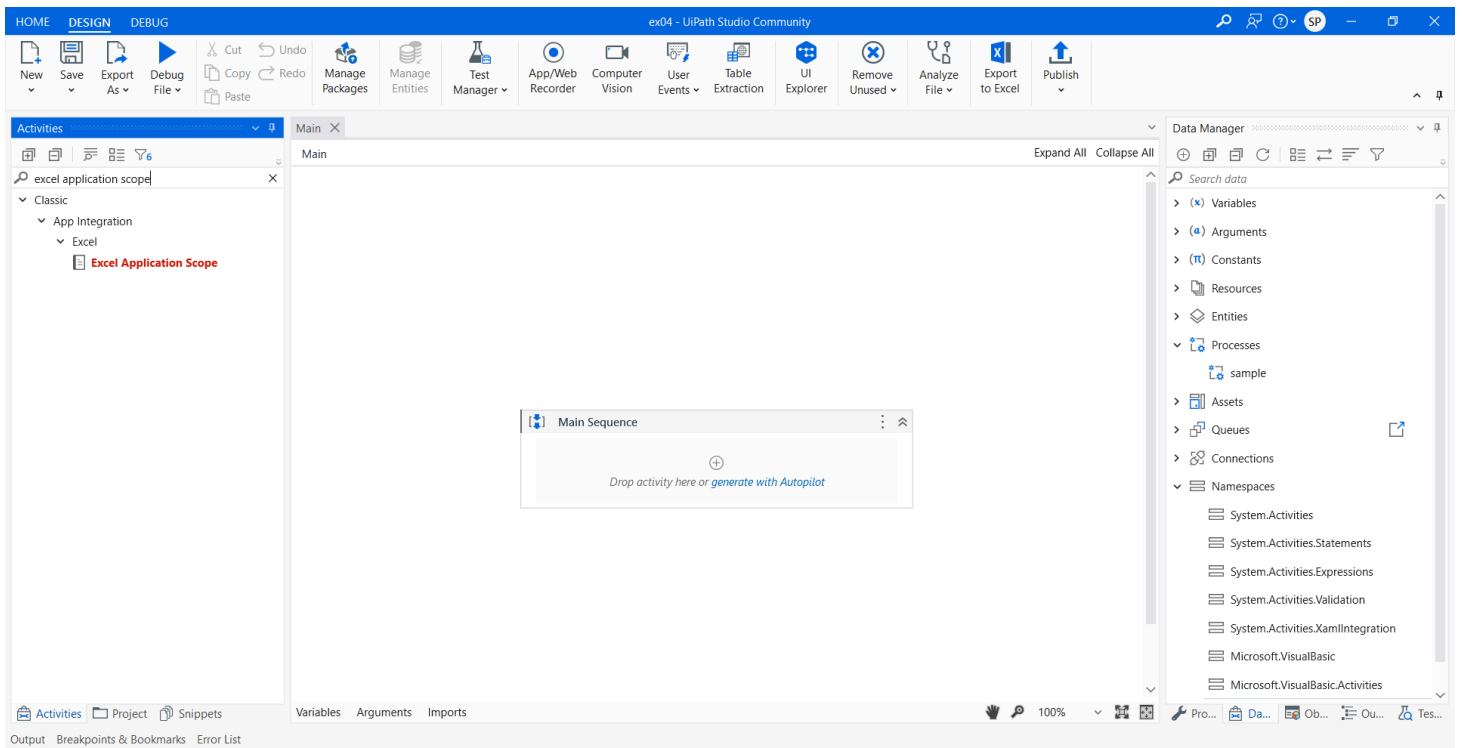 HOME DESIGN DEBUG ex04 - UiPath Studio Community SP
New Save Export As Debug File Cut Copy Paste Undo Redo Manage Packages Manage Entities Test Manager App/Web Recorder Computer Vision User Events Table Extraction UI Explorer Remove Unused Analyze File Export to Excel Publish
Activities
6
excel application scope
Classic
App Integration
Excel
Excel Application Scope
Main
Main Expand All Collapse All
Main Sequence
Drop activity here or generate with Autopilot
Variables Arguments Imports 100%
Data Manager
Search data
(x) Variables
(a) Arguments
(π) Constants
Resources
Entities
Processes
sample
Assets
Queues
Connections
Namespaces
System.Activities
System.Activities.Statements
System.Activities.Expressions
System.Activities.Validation
System.Activities.XamlIntegration
Microsoft.VisualBasic
Microsoft.VisualBasic.Activities
Activities Project Snippets
Pro... Da... Ob... Ou... Tes...
Output Breakpoints & Bookmarks Error List